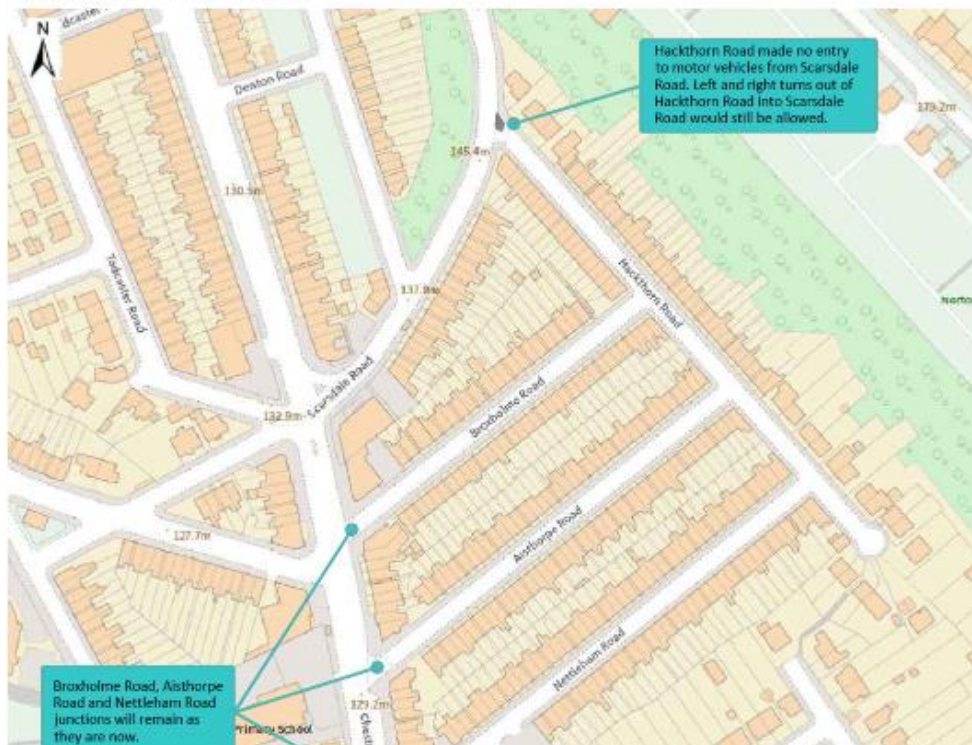 N
dcaster Road
Hackthorn Road made no entry
to motor vehicles from Scarsdale
Road. Left and right turns out of
Hackthorn Road into Scarsdale
Road would still be allowed.
145.4m
130.5m
Hackthorn Road
Tadcaster Road
137.8m
Scarsdale Road
132.9m
Broxholme Road
Aisthorpe Road
127.7m
Nettleham Road
Broxholme Road, Aisthorpe
Road and Nettleham Road
junctions will remain as
they are now.
129.2m
Primary School
Chest